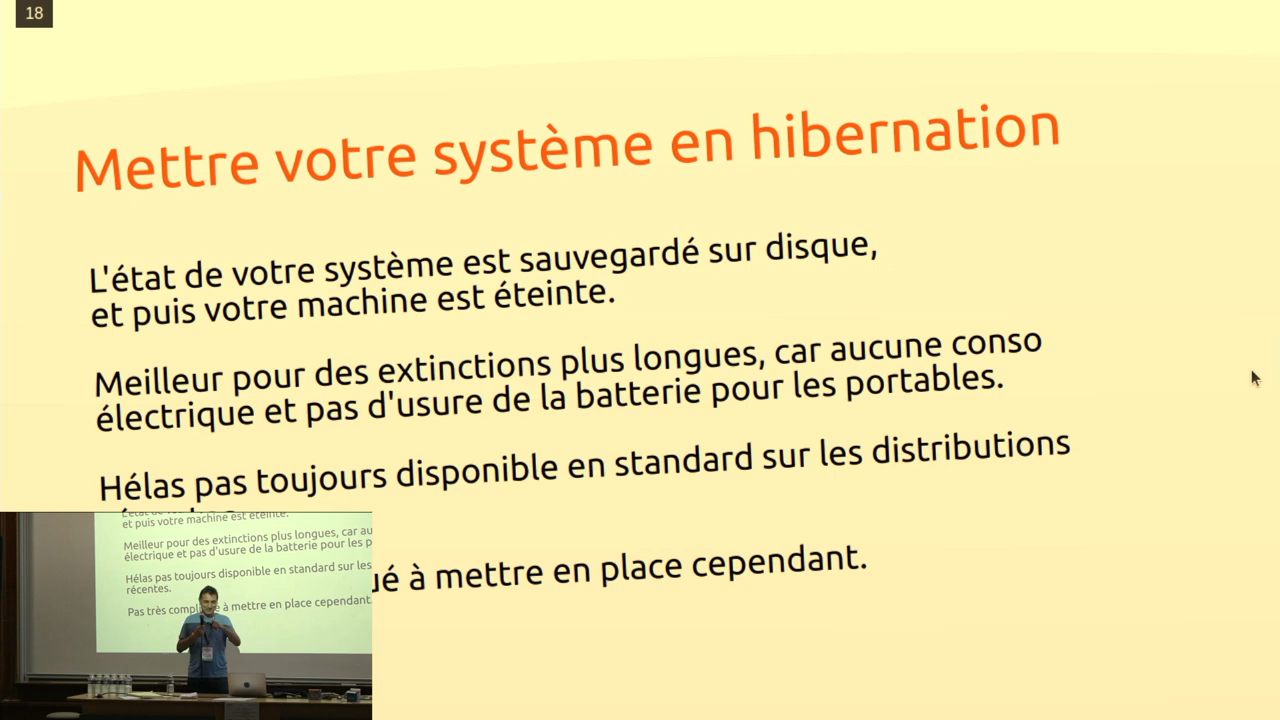 18
Mettre votre système en hibernation
L'état de votre système est sauvegardé sur disque,
et puis votre machine est éteinte.
Meilleur pour des extinctions plus longues, car aucune conso
électrique et pas d'usure de la batterie pour les portables.
Hélas pas toujours disponible en standard sur les distributions
à mettre en place cependant.
et puis votre machine est éteinte.
Meilleur pour des extinctions plus longues, car
électrique et pas d'usure de la batterie pour les
Hélas pas toujours disponible en standard sur les
récentes.
Pas très à mettre en place cependant.